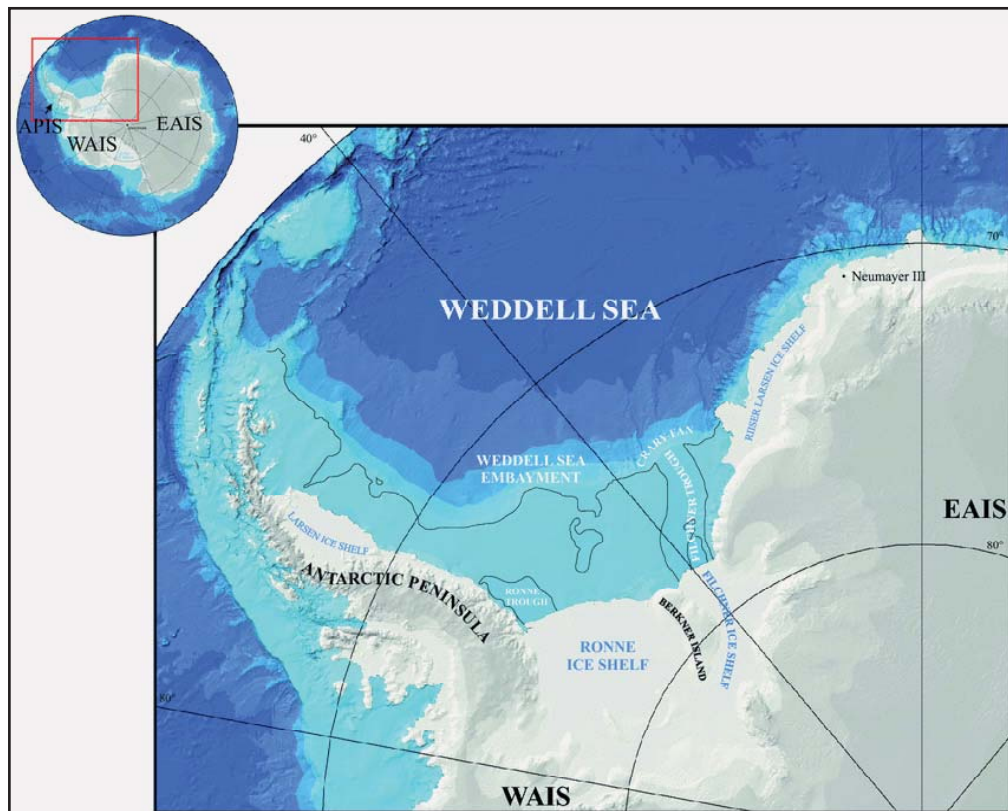 APIS
WAIS
EAIS
40°
70°
Neumayer III
WEDDELL SEA
RIISER LARSEN ICE SHELF
CRARY FAN
WEDDELL SEA
EMBAYMENT
FILCHNER TROUGH
EAIS
LARSEN ICE SHELF
80°
ANTARCTIC PENINSULA
RONNE
TROUGH
FILCHNER ICE SHELF
BERKNER ISLAND
RONNE
ICE SHELF
80°
WAIS